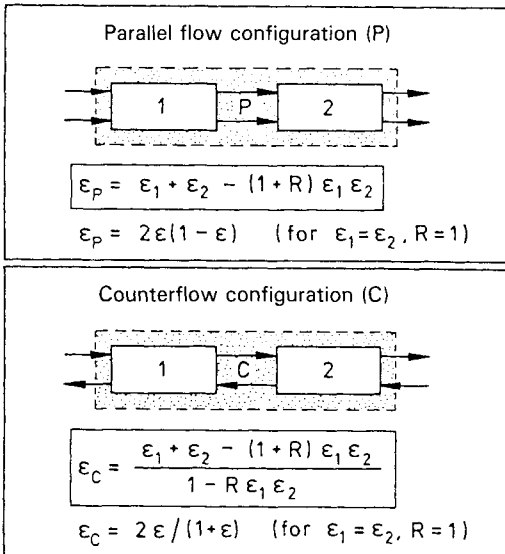 Parallel flow configuration (P)
1 P 2
ε_P = ε_1 + ε_2 − (1 + R) ε_1 ε_2
ε_P = 2ε(1 − ε) (for ε_1 = ε_2, R = 1)
Counterflow configuration (C)
1 C 2
ε_C = (ε_1 + ε_2 − (1 + R) ε_1 ε_2) / (1 − R ε_1 ε_2)
ε_C = 2ε/(1 + ε) (for ε_1 = ε_2, R = 1)